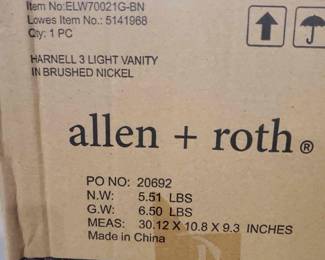 Item No:ELW70021G-BN
Lowes Item No.: 5141968
Qty: 1 PC
HARNELL 3 LIGHT VANITY
IN BRUSHED NICKEL
allen + roth®
PO NO: 20692
N.W: 5.51 LBS
G.W: 6.50 LBS
MEAS: 30.12 X 10.8 X 9.3 INCHES
Made in China